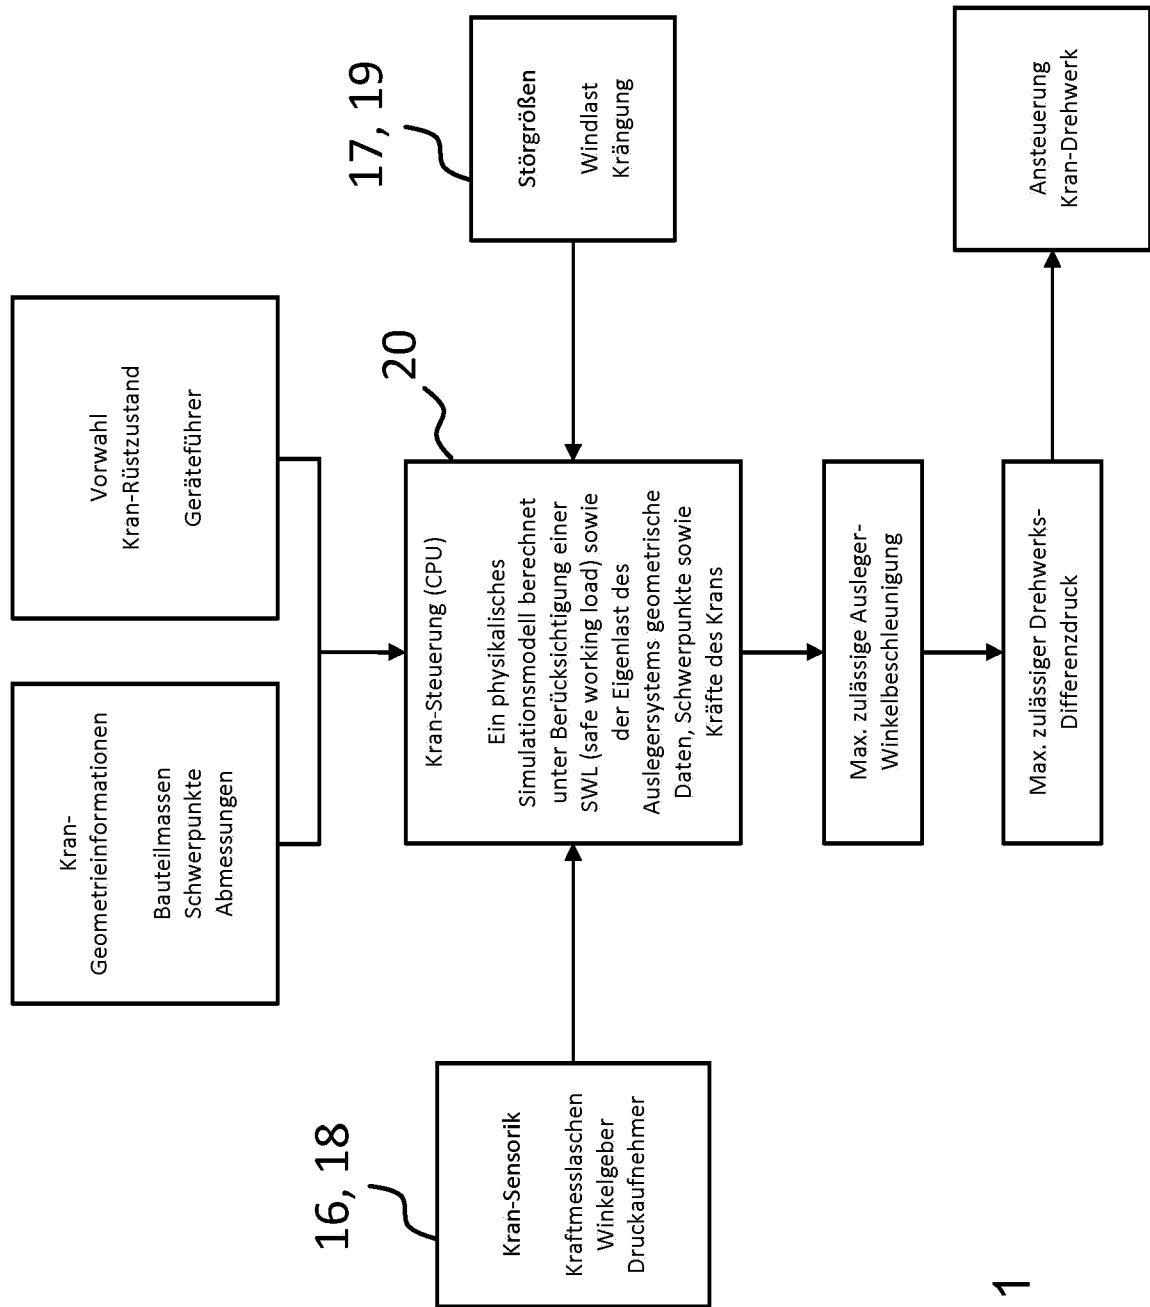 Kran-
Geometrieinformationen
Bauteilmassen
Schwerpunkte
Abmessungen
Vorwahl
Kran-Rüstzustand
Geräteführer
16, 18
Kran-Sensorik
Kraftmesslaschen
Winkelgeber
Druckaufnehmer
20
Kran-Steuerung (CPU)
Ein physikalisches
Simulationsmodell berechnet
unter Berücksichtigung einer
SWL (safe working load) sowie
der Eigenlast des
Auslegersystems geometrische
Daten, Schwerpunkte sowie
Kräfte des Krans
17, 19
Störgrößen
Windlast
Krängung
Max. zulässige Ausleger-
Winkelbeschleunigung
Max. zulässiger Drehwerks-
Differenzdruck
Ansteuerung
Kran-Drehwerk
1